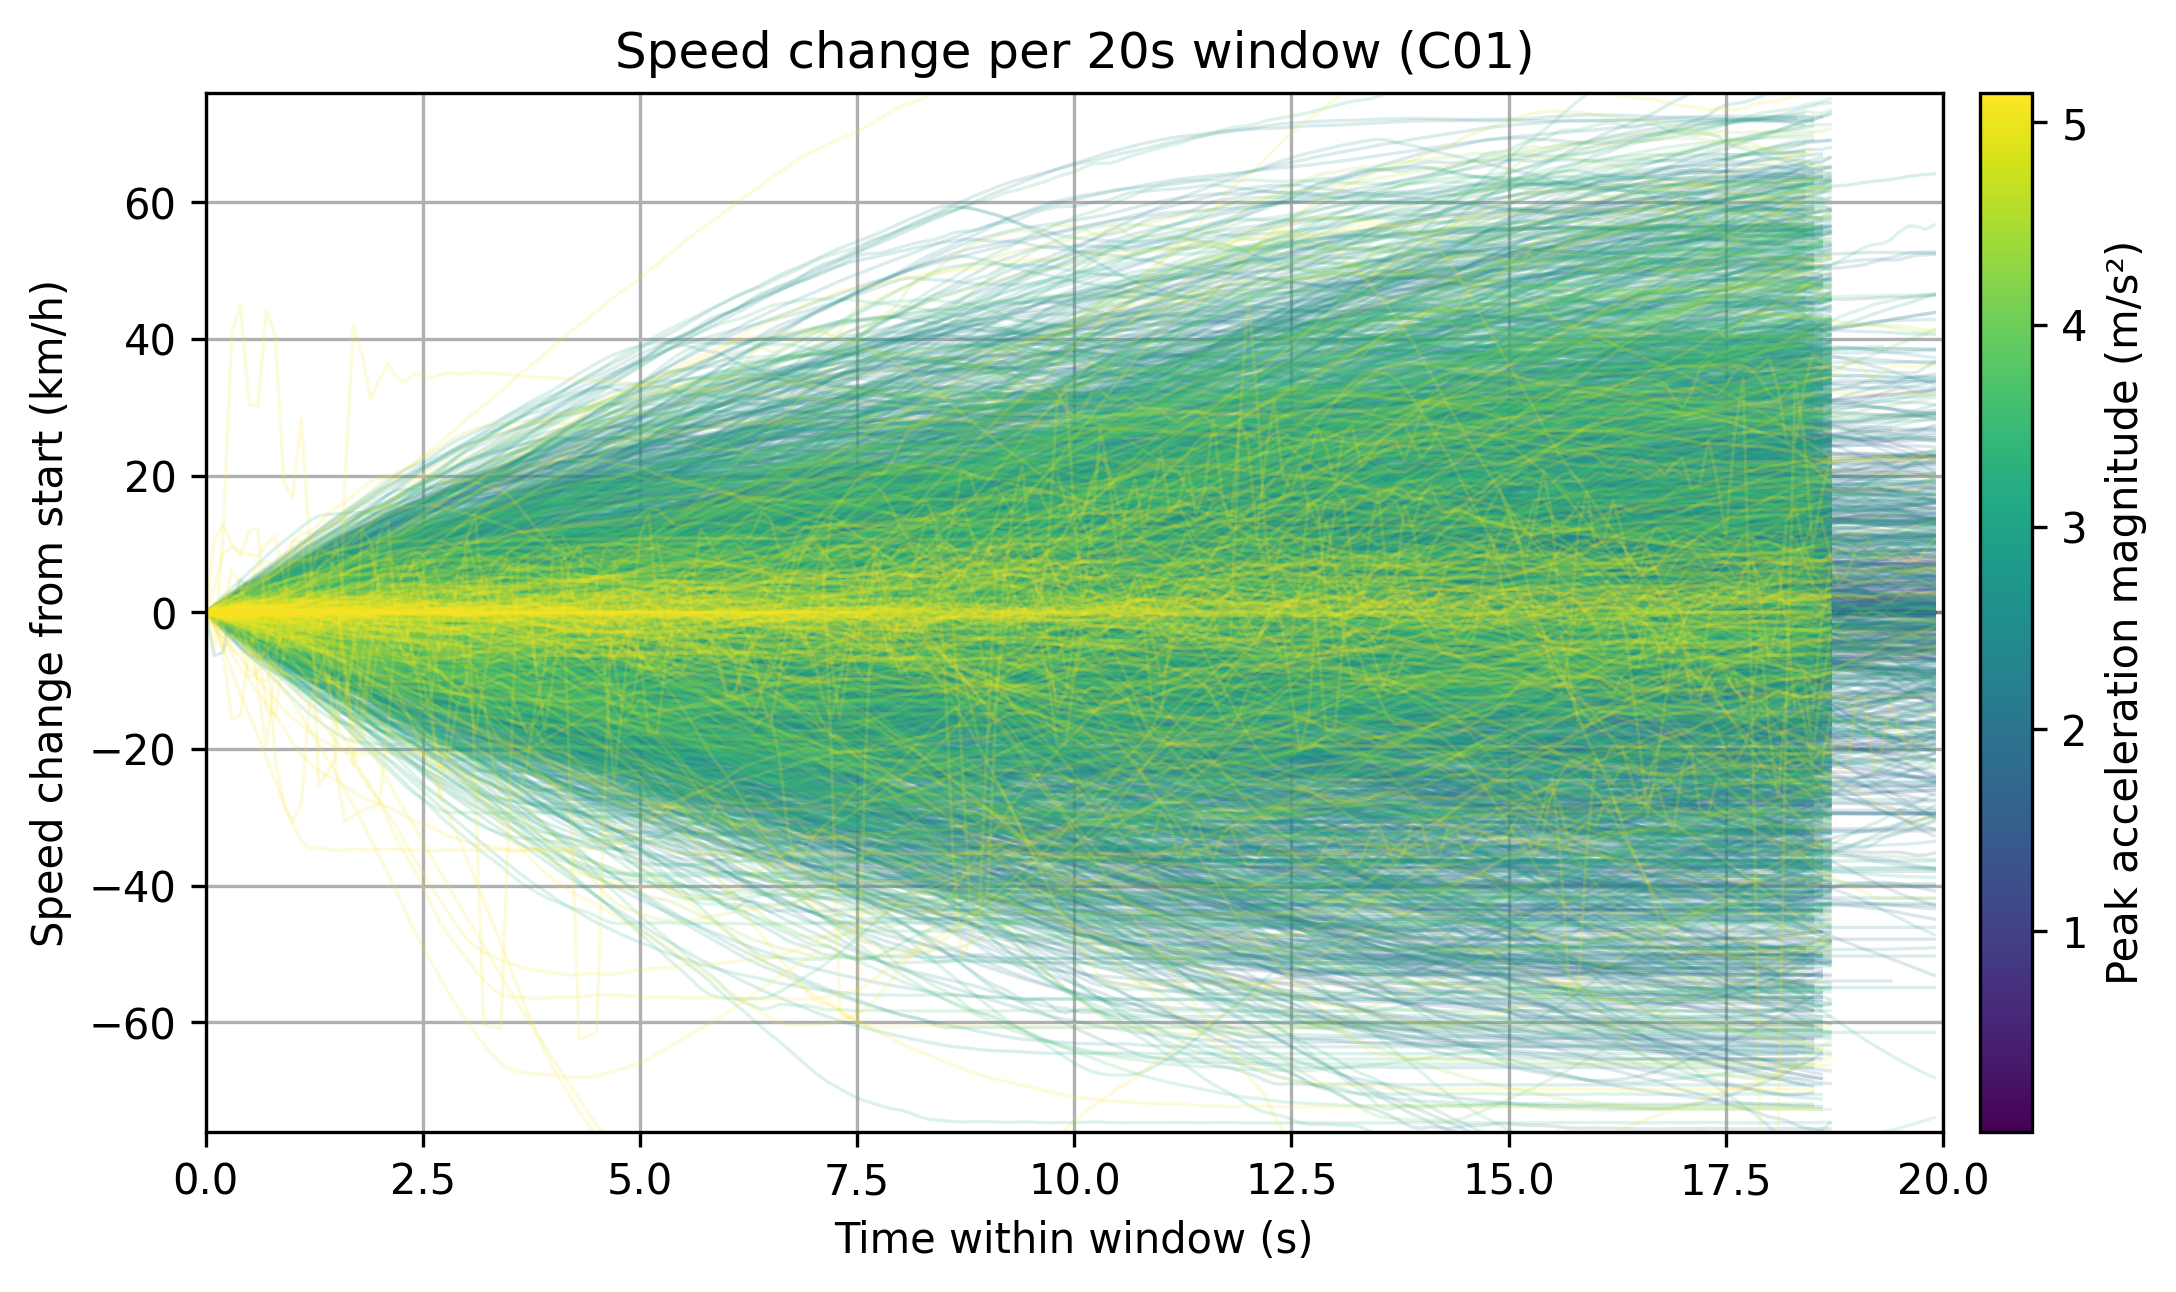 Speed change per 20s window (C01)
Speed change from start (km/h)
60
40
20
0
−20
−40
−60
0.0 2.5 5.0 7.5 10.0 12.5 15.0 17.5 20.0
Time within window (s)
5
4
3
2
1
Peak acceleration magnitude (m/s²)